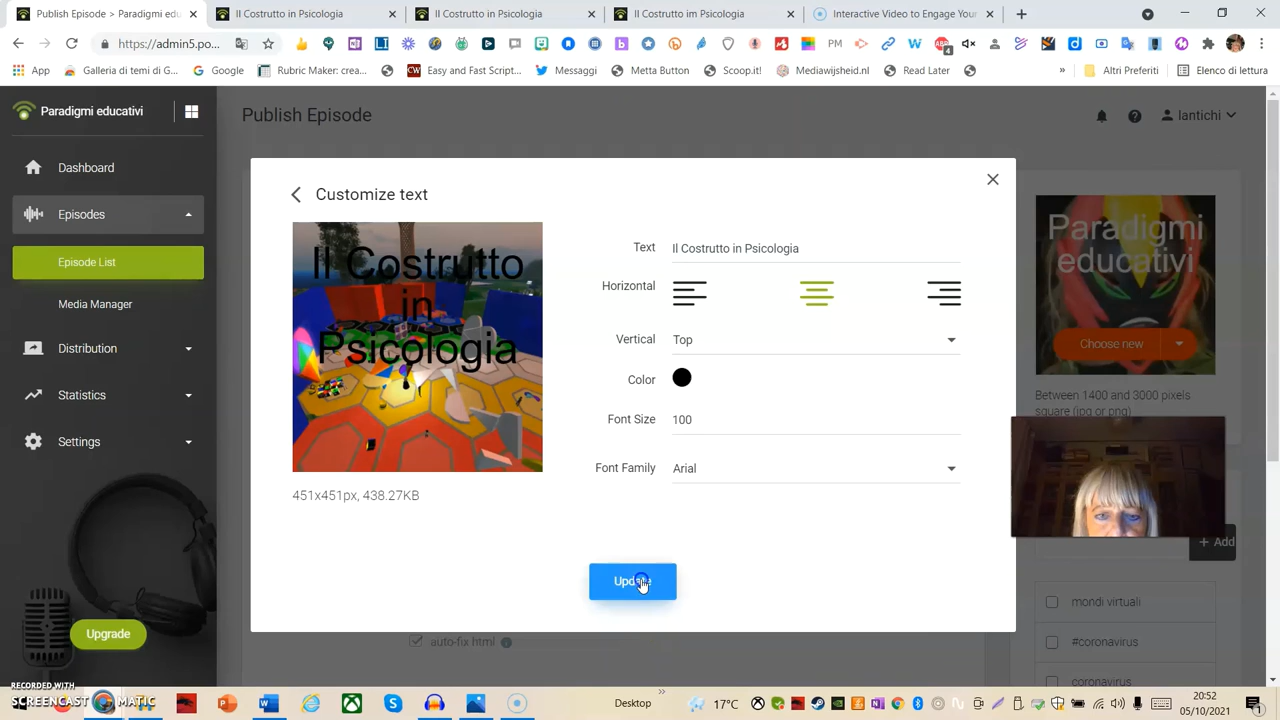 Publish Episode > Paradigmi edu
Il Costrutto in Psicologia
Il Costrutto in Psicologia
Il Costrutto im Psicologia
Interactive Video to Engage Your
https://admin5.po...
PM
App
Galleria di temi di G...
Google
Rubric Maker: crea...
Easy and Fast Script...
Messaggi
Metta Button
Scoop.it!
Mediawijsheid.nl
Read Later
»
Altri Preferiti
Elenco di lettura
Paradigmi educativi
Publish Episode
lantichi
Dashboard
Episodes
Episode List
Media Manager
Distribution
Statistics
Settings
Upgrade
Customize text
Il Costrutto
in
Psicologia
451x451px, 438.27KB
Text
Il Costrutto in Psicologia
Horizontal
Vertical
Top
Color
Font Size
100
Font Family
Arial
Update
Paradigmi
educativi
Choose new
Between 1400 and 3000 pixels
square (jpg or png)
+ Add
mondi virtuali
#coronavirus
coronavirus
auto-fix html
RECORDED WITH
SCREENCAST MATIC
Desktop
17°C
20:52
05/10/2021